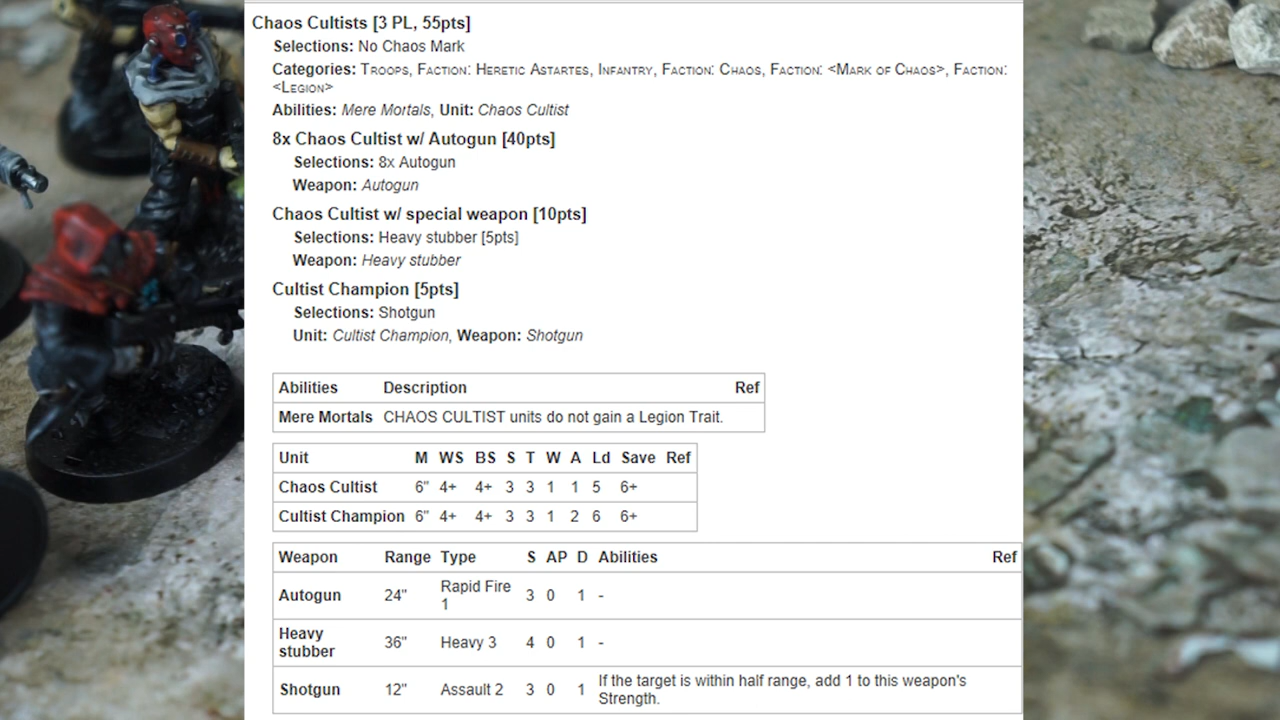 Chaos Cultists [3 PL, 55pts]
Selections: No Chaos Mark
Categories: Troops, Faction: Heretic Astartes, Infantry, Faction: Chaos, Faction: <Mark of Chaos>, Faction:
<Legion>
Abilities: Mere Mortals, Unit: Chaos Cultist
8x Chaos Cultist w/ Autogun [40pts]
Selections: 8x Autogun
Weapon: Autogun
Chaos Cultist w/ special weapon [10pts]
Selections: Heavy stubber [5pts]
Weapon: Heavy stubber
Cultist Champion [5pts]
Selections: Shotgun
Unit: Cultist Champion, Weapon: Shotgun
Abilities Description Ref
Mere Mortals CHAOS CULTIST units do not gain a Legion Trait.
Unit M WS BS S T W A Ld Save Ref
Chaos Cultist 6" 4+ 4+ 3 3 1 1 5 6+
Cultist Champion 6" 4+ 4+ 3 3 1 2 6 6+
Weapon Range Type S AP D Abilities Ref
Autogun 24" Rapid Fire 1 3 0 1 -
Heavy stubber 36" Heavy 3 4 0 1 -
Shotgun 12" Assault 2 3 0 1 If the target is within half range, add 1 to this weapon's
Strength.